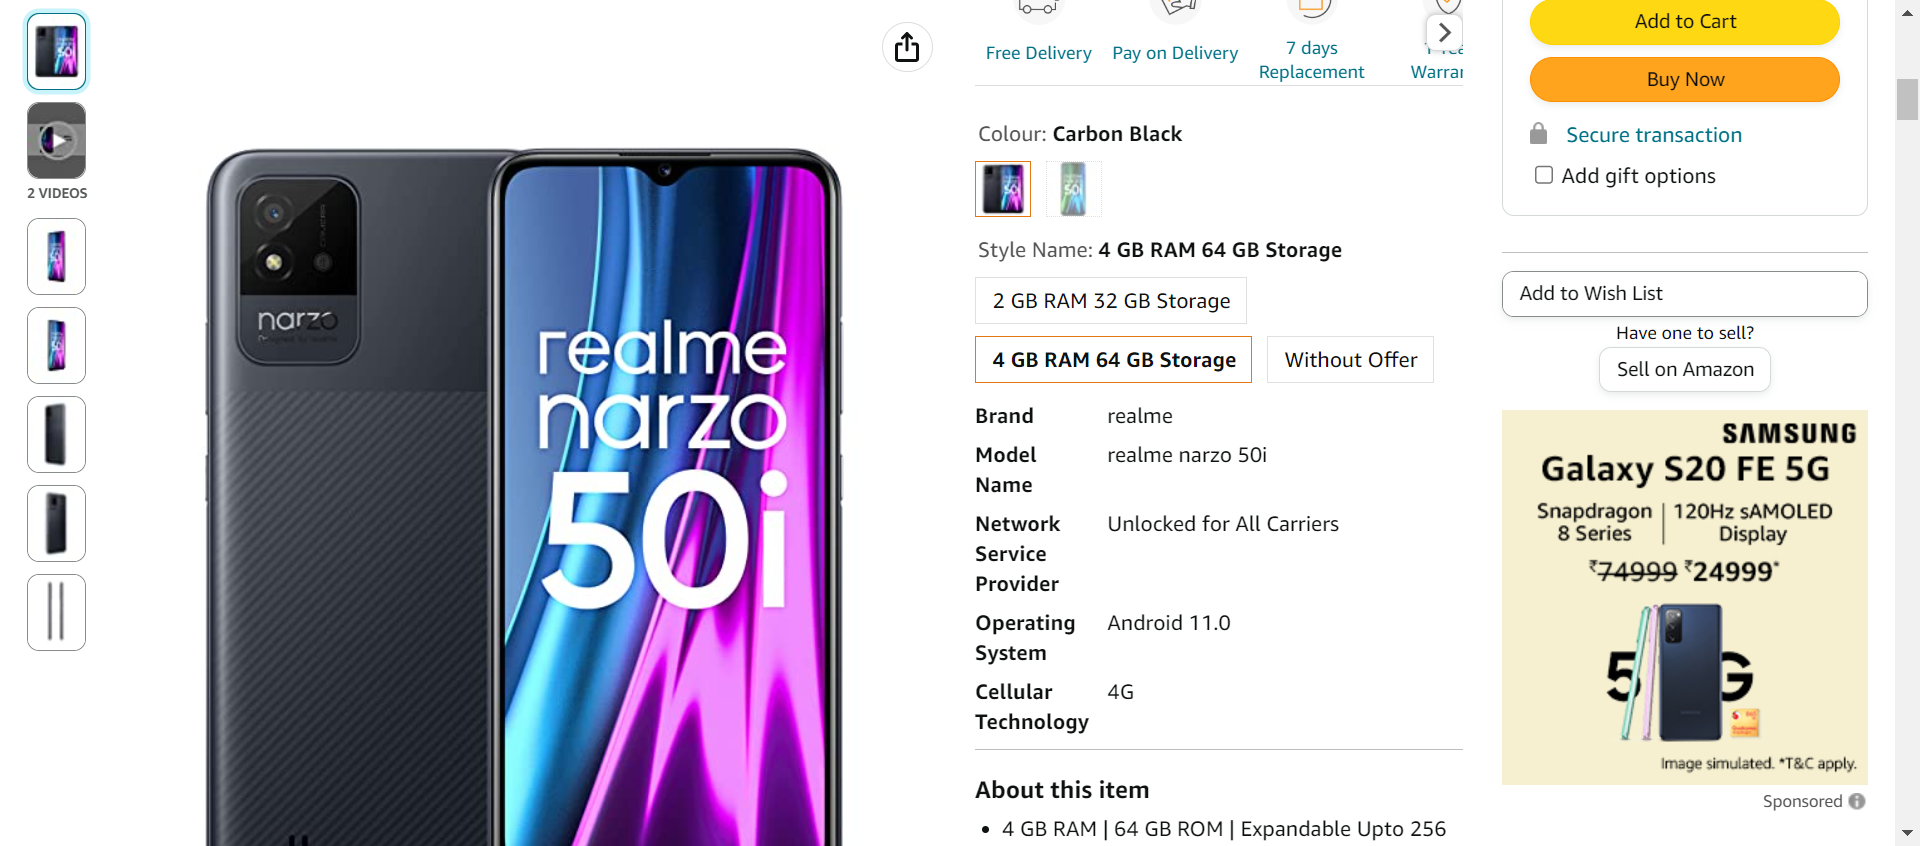 2 VIDEOS
narzo
realme
narzo
50i
Free Delivery
Pay on Delivery
7 days
Replacement
Warran
Colour: Carbon Black
Style Name: 4 GB RAM 64 GB Storage
2 GB RAM 32 GB Storage
4 GB RAM 64 GB Storage
Without Offer
Brand realme
Model realme narzo 50i
Name
Network Unlocked for All Carriers
Service
Provider
Operating Android 11.0
System
Cellular 4G
Technology
About this item
• 4 GB RAM | 64 GB ROM | Expandable Upto 256
Add to Cart
Buy Now
Secure transaction
Add gift options
Add to Wish List
Have one to sell?
Sell on Amazon
SAMSUNG
Galaxy S20 FE 5G
Snapdragon
8 Series
120Hz sAMOLED
Display
₹74999 ₹24999*
5G
Image simulated. *T&C apply.
Sponsored